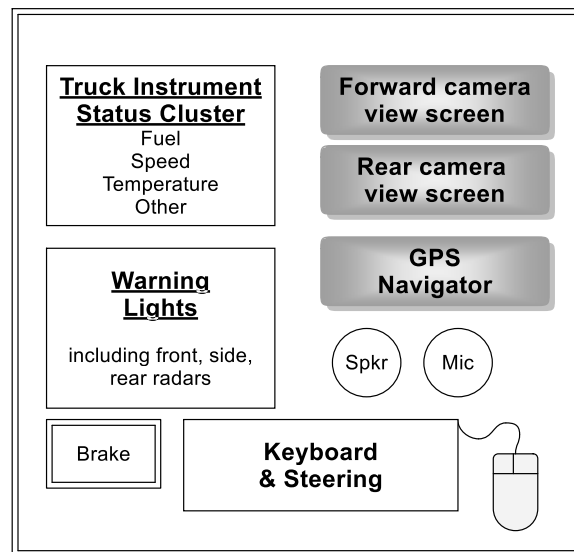 Truck Instrument
Status Cluster
Fuel
Speed
Temperature
Other
Forward camera
view screen
Rear camera
view screen
Warning
Lights
including front, side,
rear radars
GPS
Navigator
Spkr
Mic
Brake
Keyboard
& Steering